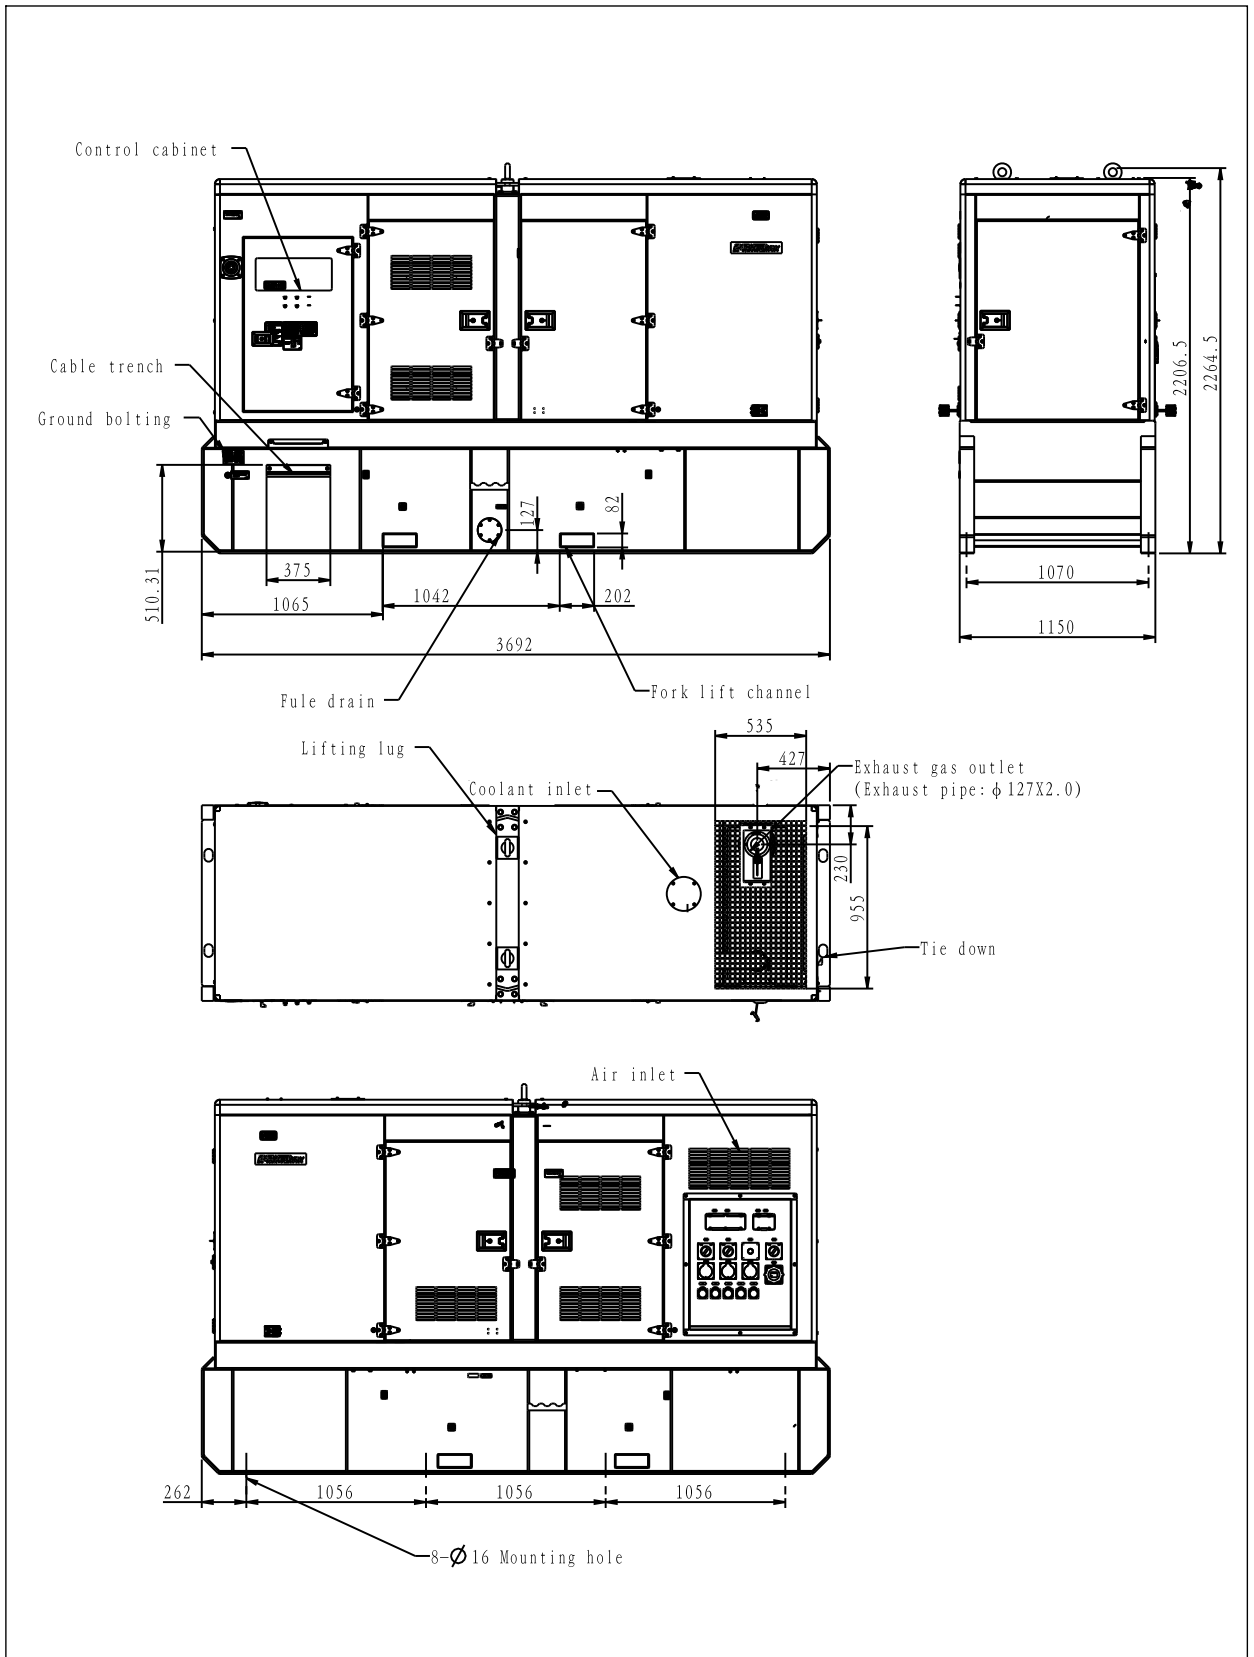 Control cabinet
Cable trench
Ground bolting
2206.5
2264.5
127
82
510.31
375
1065
1042
202
3692
1070
1150
Fule drain
Fork lift channel
535
427
Lifting lug
Coolant inlet
Exhaust gas outlet
(Exhaust pipe:ϕ127X2.0)
230
955
Tie down
Air inlet
262
1056
1056
1056
8-Ø16 Mounting hole